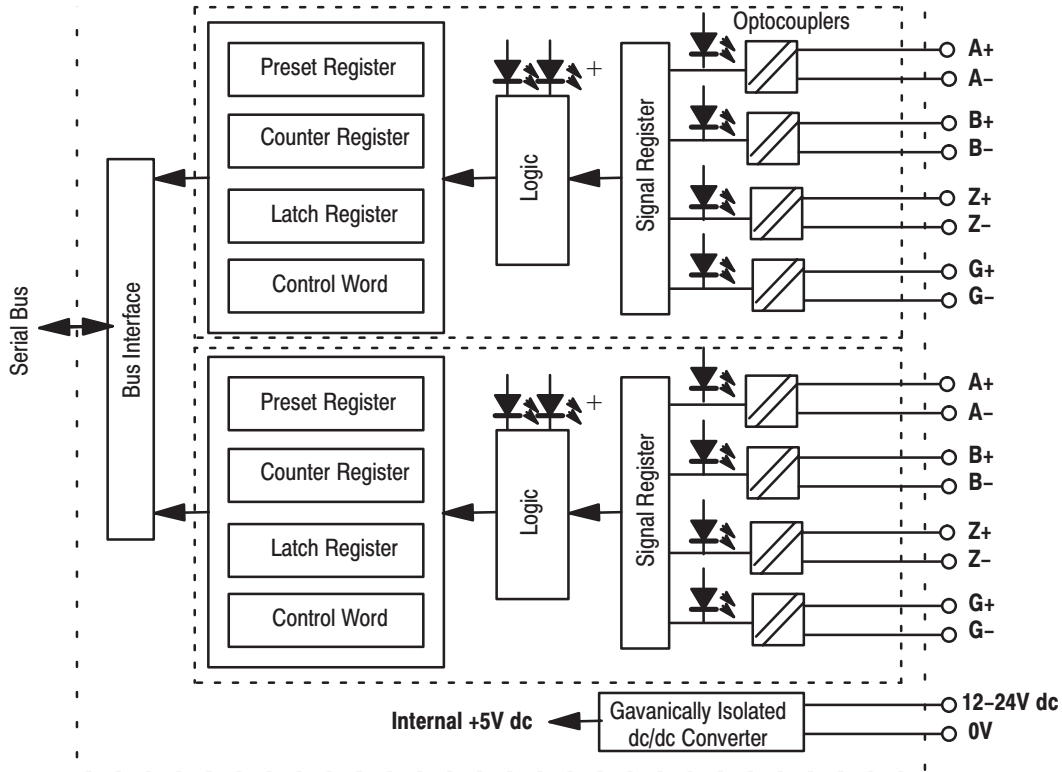 Optocouplers
A+
A–
B+
B–
Z+
Z–
G+
G–
Preset Register
Counter Register
Latch Register
Control Word
+
Logic
Signal Register
Serial Bus
Bus Interface
A+
A–
B+
B–
Z+
Z–
G+
G–
Preset Register
Counter Register
Latch Register
Control Word
+
Logic
Signal Register
Internal +5V dc
Gavanically Isolated
dc/dc Converter
12–24V dc
0V